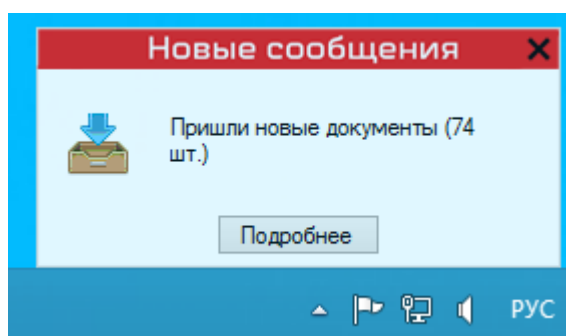 Новые сообщения
Пришли новые документы (74
шт.)
Подробнее
РУС